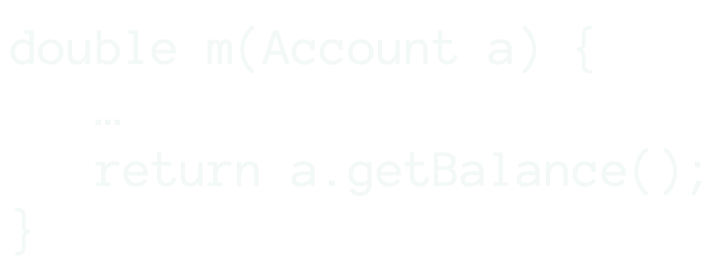 double m(Account a) {
…
return a.getBalance();
}